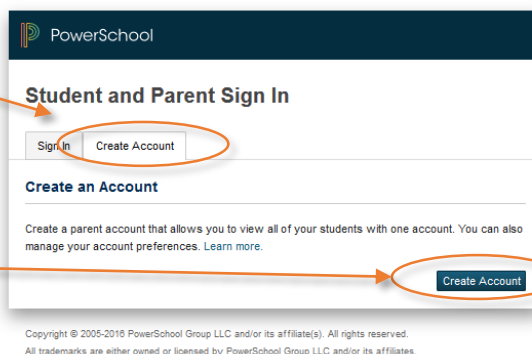 PowerSchool
Student and Parent Sign In
Sign In
Create Account
Create an Account
Create a parent account that allows you to view all of your students with one account. You can also
manage your account preferences. Learn more.
Create Account
Copyright © 2005-2016 PowerSchool Group LLC and/or its affiliate(s). All rights reserved.
All trademarks are either owned or licensed by PowerSchool Group LLC and/or its affiliates.